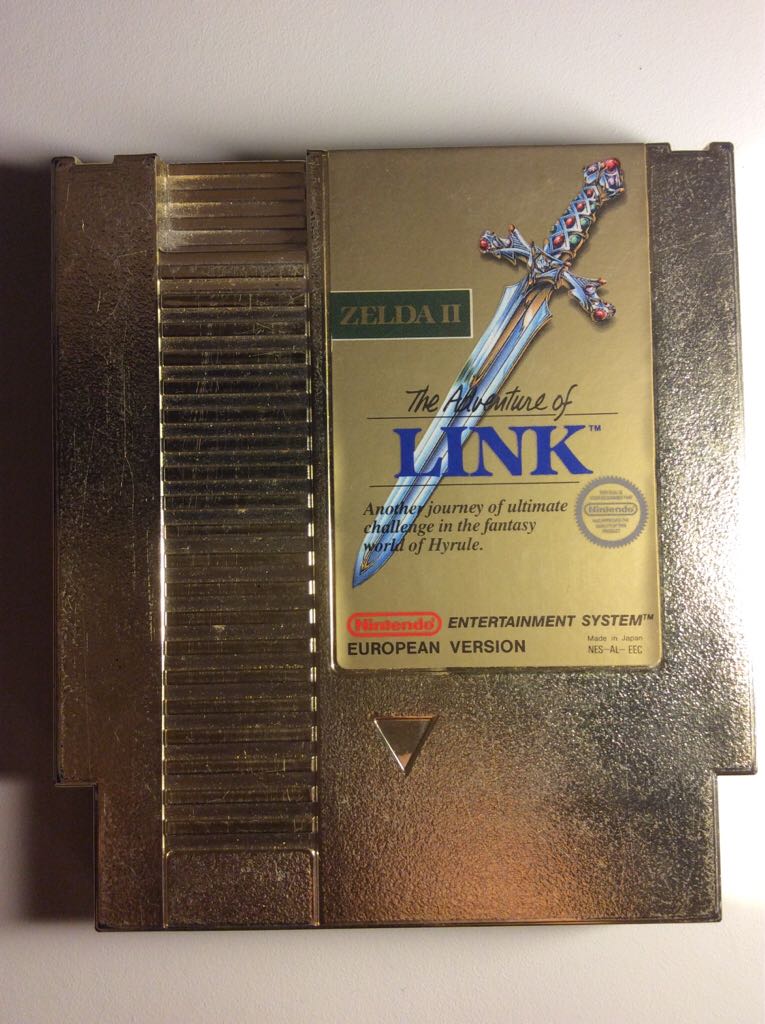 ZELDA II
The Adventure of
LINK™
Another journey of ultimate
challenge in the fantasy
world of Hyrule.
Nintendo
Nintendo ENTERTAINMENT SYSTEM™
EUROPEAN VERSION
Made in Japan
NES-AL-EEC